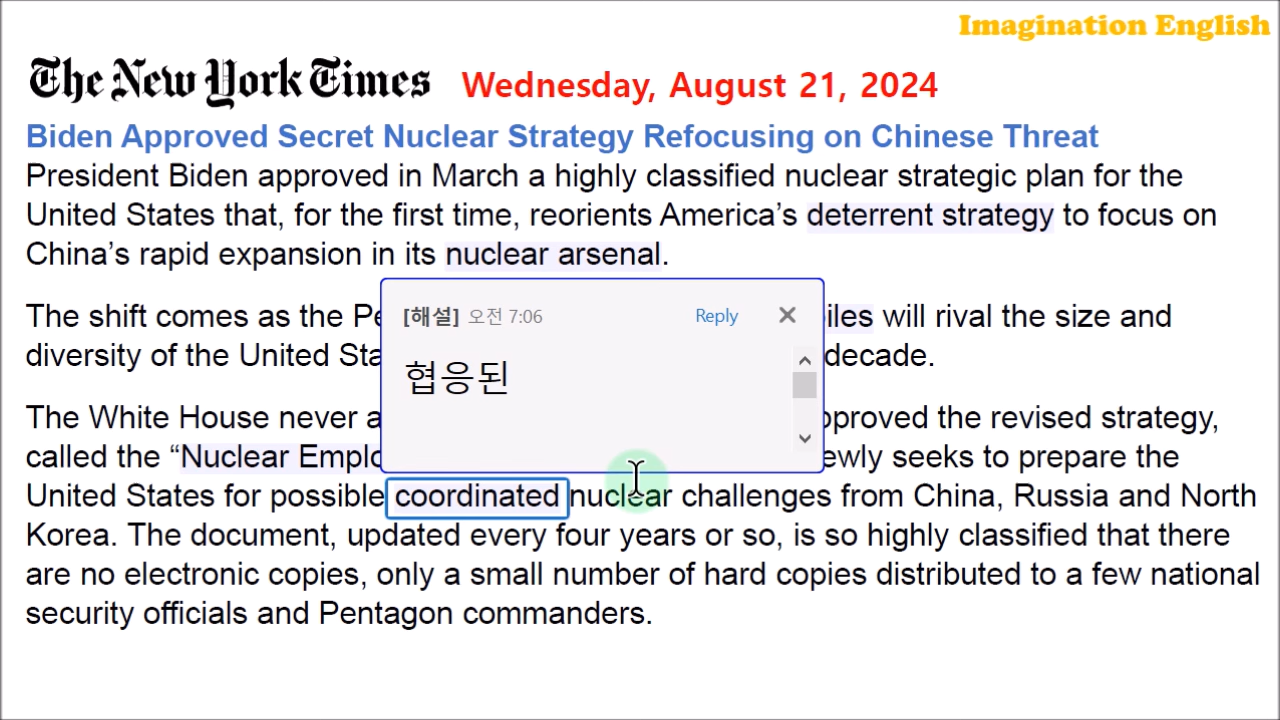 Imagination English
The New York Times Wednesday, August 21, 2024
Biden Approved Secret Nuclear Strategy Refocusing on Chinese Threat
President Biden approved in March a highly classified nuclear strategic plan for the
United States that, for the first time, reorients America’s deterrent strategy to focus on
China’s rapid expansion in its nuclear arsenal.
[해설] 오전 7:06 Reply
협응된
The shift comes as the will rival the size and
diversity of the United decade.
The White House never the revised strategy,
called the “Nuclear seeks to prepare the
United States for possible coordinated nuclear challenges from China, Russia and North
Korea. The document, updated every four years or so, is so highly classified that there
are no electronic copies, only a small number of hard copies distributed to a few national
security officials and Pentagon commanders.